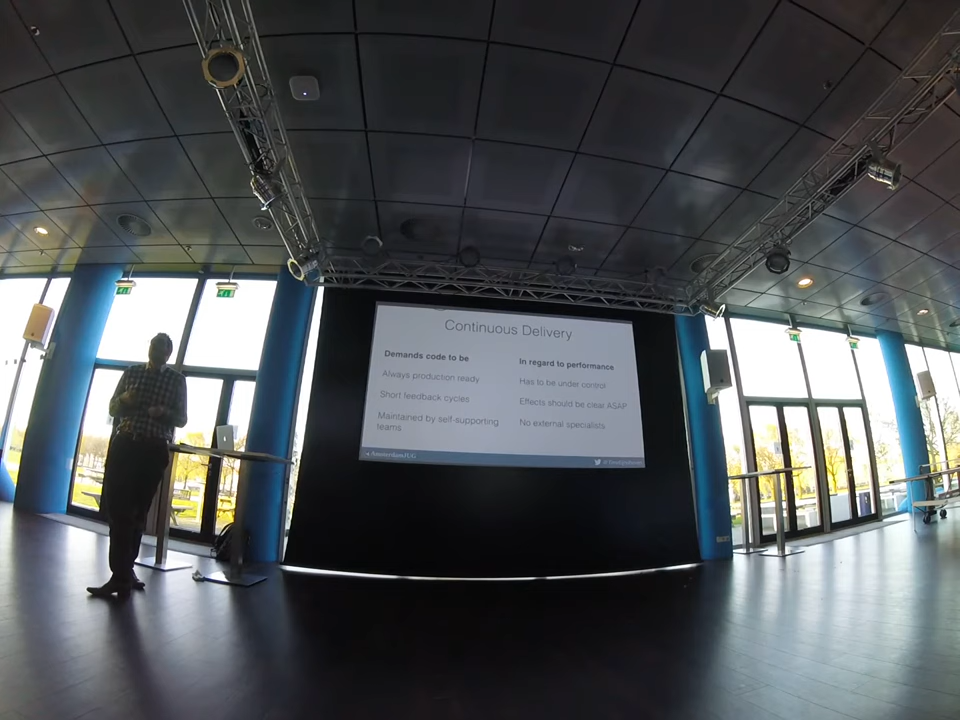 Continuous Delivery
Demands code to be
Always production ready
Short feedback cycles
Maintained by self-supporting
teams
In regard to performance
Has to be under control
Effects should be clear ASAP
No external specialists
AmsterdamJUG